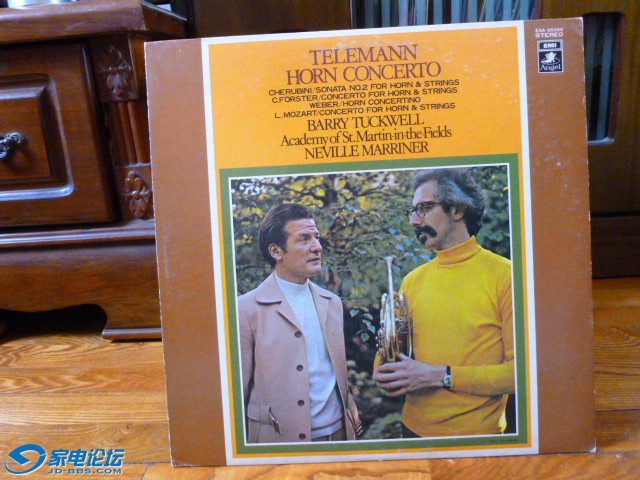 EAA 80309
STEREO
EMI
Angel
TELEMANN
HORN CONCERTO
CHERUBINI/SONATA NO.2 FOR HORN & STRINGS
C.FÖRSTER/CONCERTO FOR HORN & STRINGS
WEBER/HORN CONCERTINO
L.MOZART/CONCERTO FOR HORN & STRINGS
BARRY TUCKWELL
Academy of St.Martin-in-the-Fields
NEVILLE MARRINER
家电论坛
JD-BBS.COM